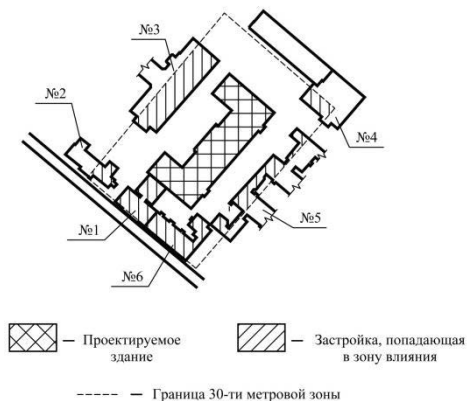 №3
№2
№4
№5
№1
№6
— Проектируемое
здание
— Застройка, попадающая
в зону влияния
— Граница 30-ти метровой зоны